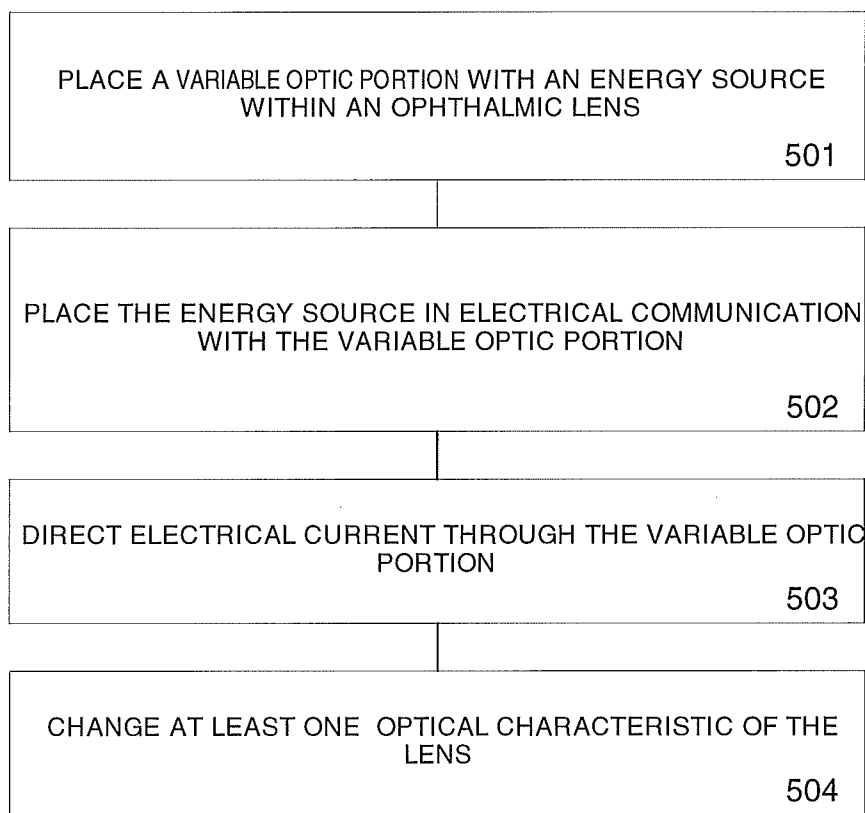 PLACE A VARIABLE OPTIC PORTION WITH AN ENERGY SOURCE
WITHIN AN OPHTHALMIC LENS
501
PLACE THE ENERGY SOURCE IN ELECTRICAL COMMUNICATION
WITH THE VARIABLE OPTIC PORTION
502
DIRECT ELECTRICAL CURRENT THROUGH THE VARIABLE OPTIC
PORTION
503
CHANGE AT LEAST ONE OPTICAL CHARACTERISTIC OF THE
LENS
504